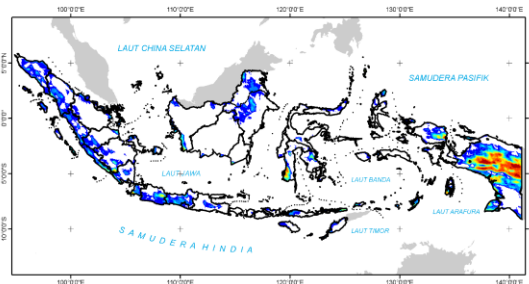 100°0'0"E 110°0'0"E 120°0'0"E 130°0'0"E 140°0'0"E
LAUT CHINA SELATAN
SAMUDERA PASIFIK
LAUT JAWA
LAUT BANDA
LAUT ARAFURA
LAUT TIMOR
SAMUDERA HINDIA
100°0'0"E 110°0'0"E 120°0'0"E 130°0'0"E 140°0'0"E